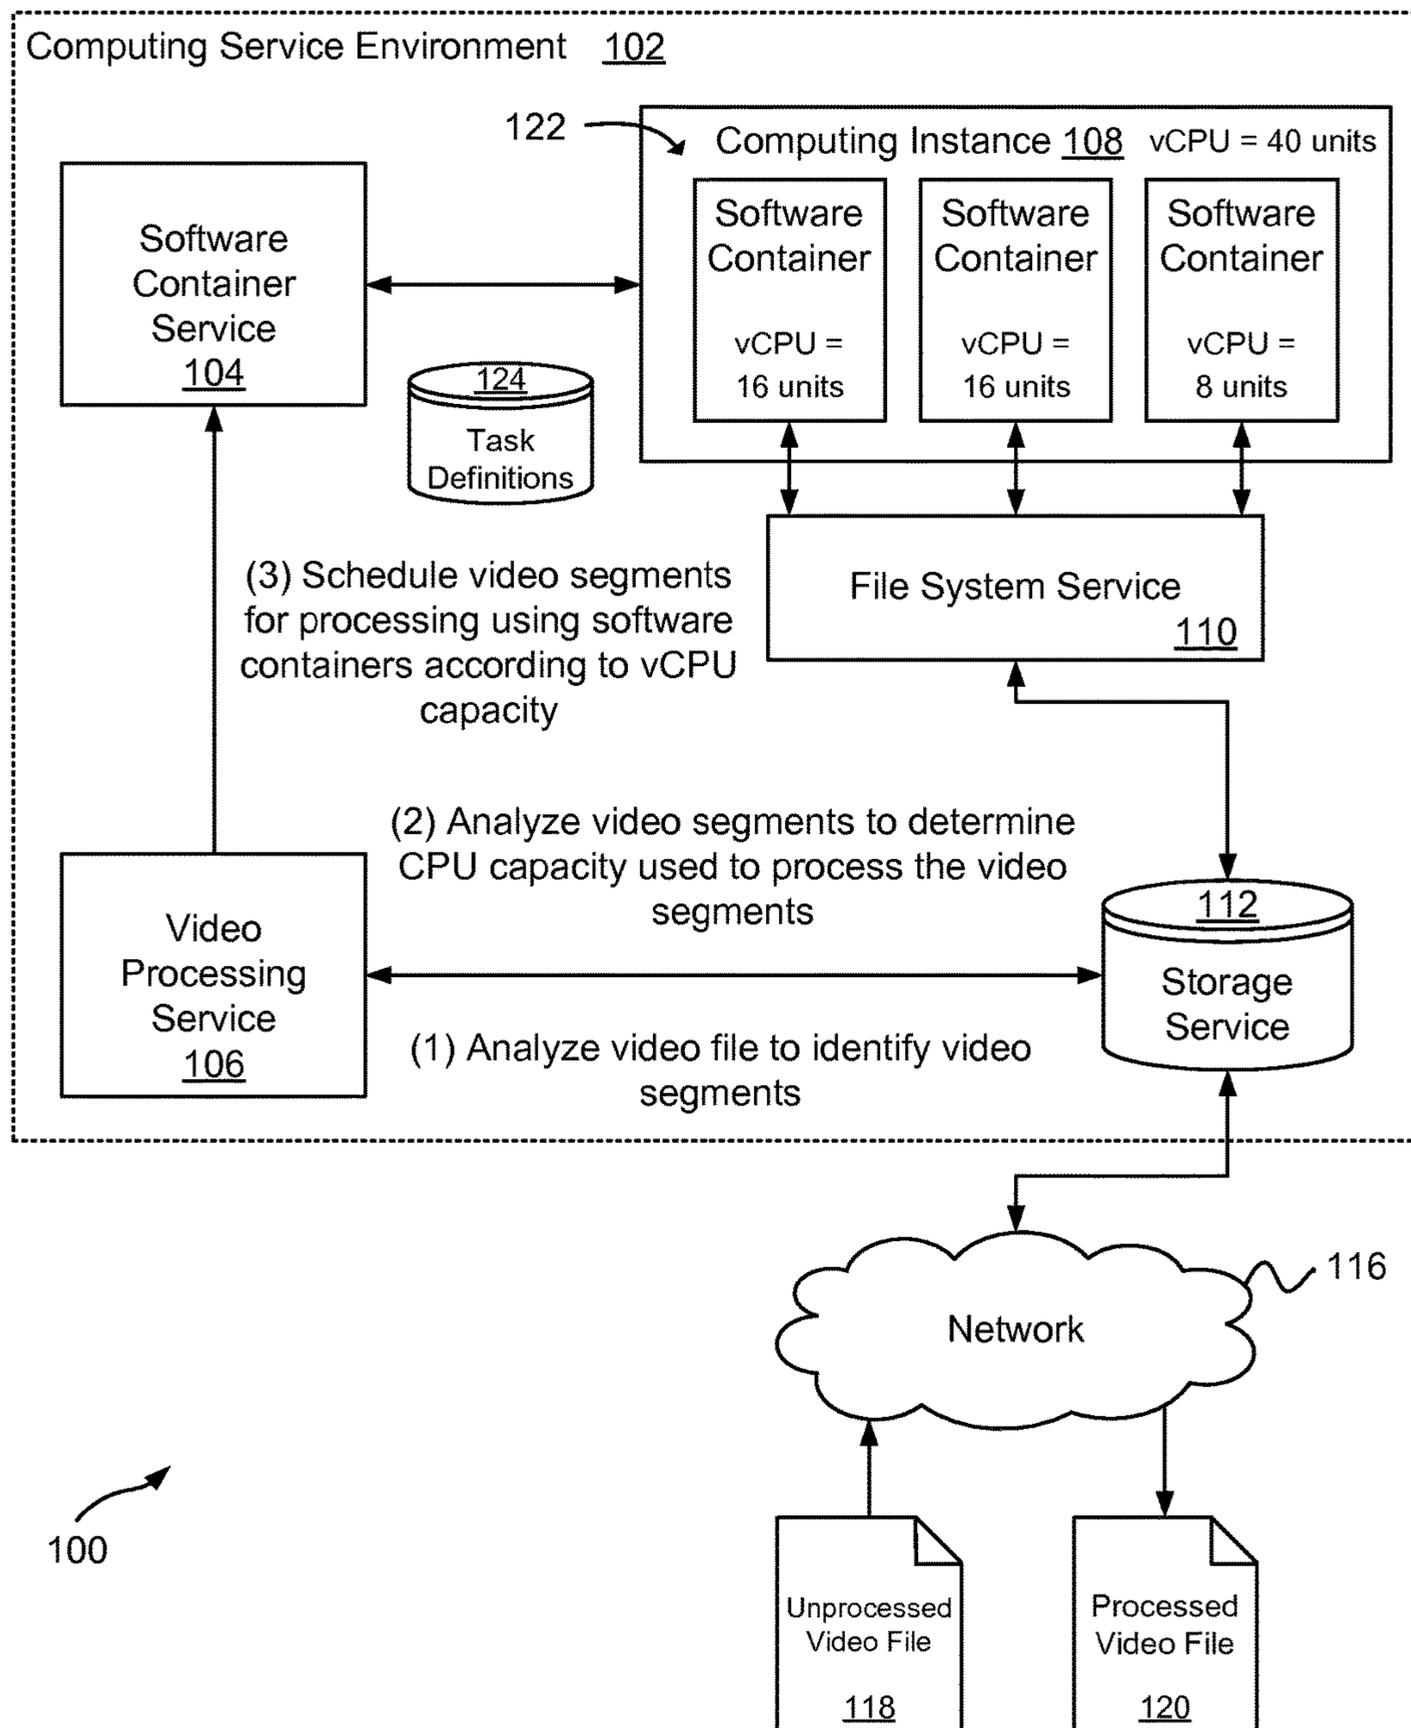 Computing Service Environment 102
122
Computing Instance 108 vCPU = 40 units
Software
Container
vCPU =
16 units
Software
Container
vCPU =
16 units
Software
Container
vCPU =
8 units
Software
Container
Service
104
124
Task
Definitions
File System Service
110
(3) Schedule video segments
for processing using software
containers according to vCPU
capacity
(2) Analyze video segments to determine
CPU capacity used to process the video
segments
Video
Processing
Service
106
112
Storage
Service
(1) Analyze video file to identify video
segments
116
Network
100
Unprocessed
Video File
118
Processed
Video File
120